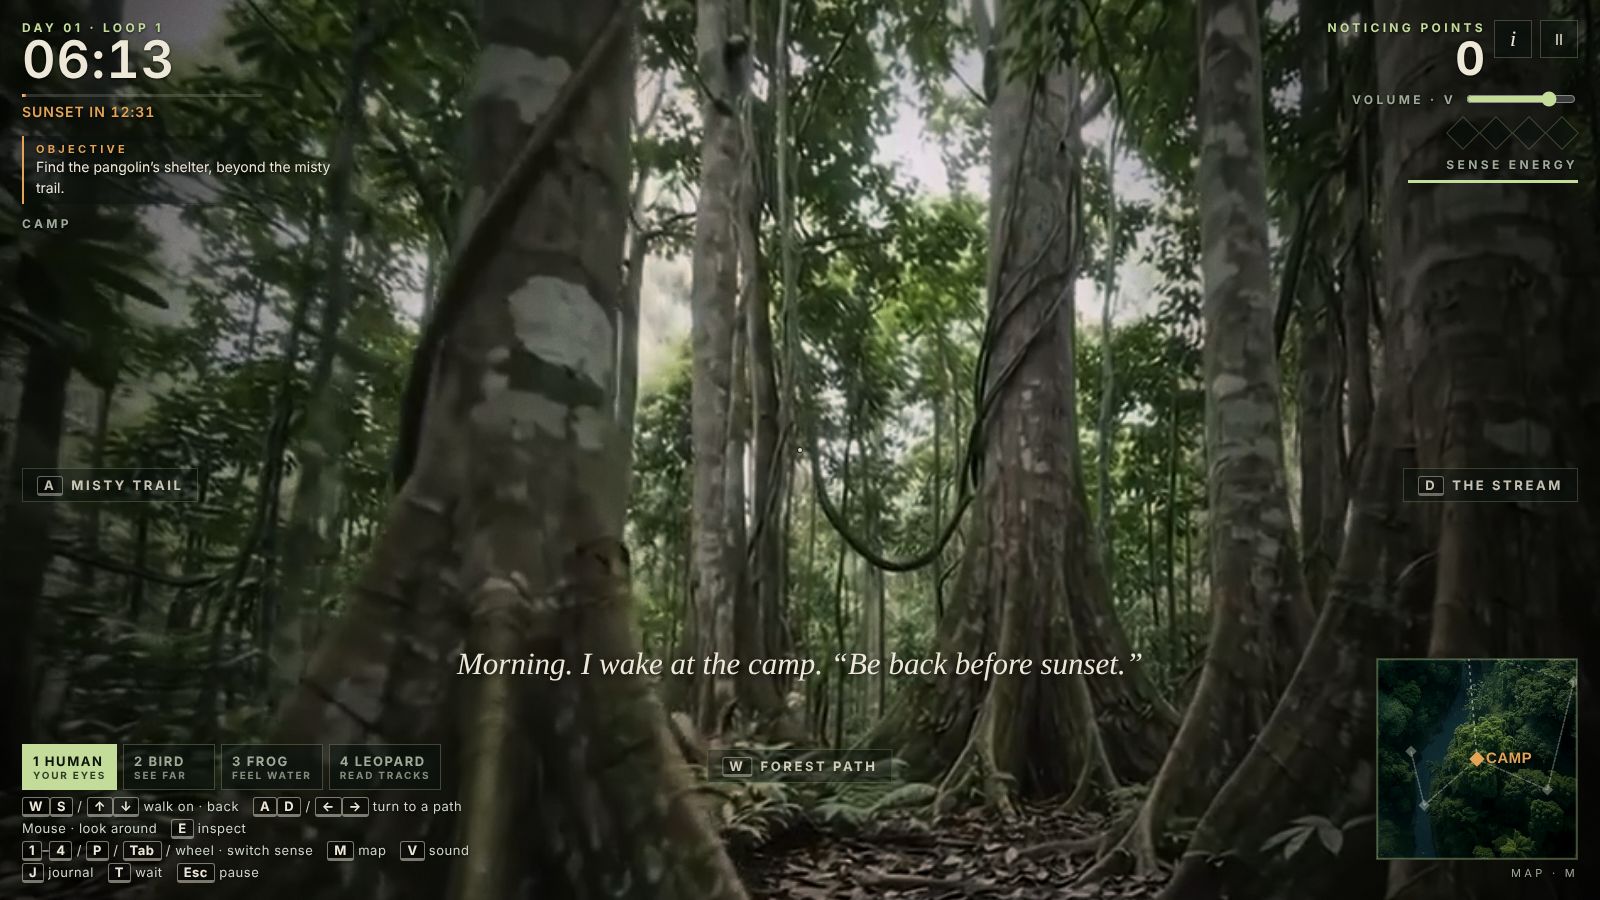 DAY 01 · LOOP 1
06:13
SUNSET IN 12:31
OBJECTIVE
Find the pangolin’s shelter, beyond the misty
trail.
CAMP
NOTICING POINTS
0
i
VOLUME · V
SENSE ENERGY
A MISTY TRAIL
D THE STREAM
Morning. I wake at the camp. “Be back before sunset.”
W FOREST PATH
1 HUMAN
YOUR EYES
2 BIRD
SEE FAR
3 FROG
FEEL WATER
4 LEOPARD
READ TRACKS
W S / ↑ ↓ walk on · back A D / ← → turn to a path
Mouse · look around E inspect
1–4 / P / Tab / wheel · switch sense M map V sound
J journal T wait Esc pause
CAMP
MAP · M